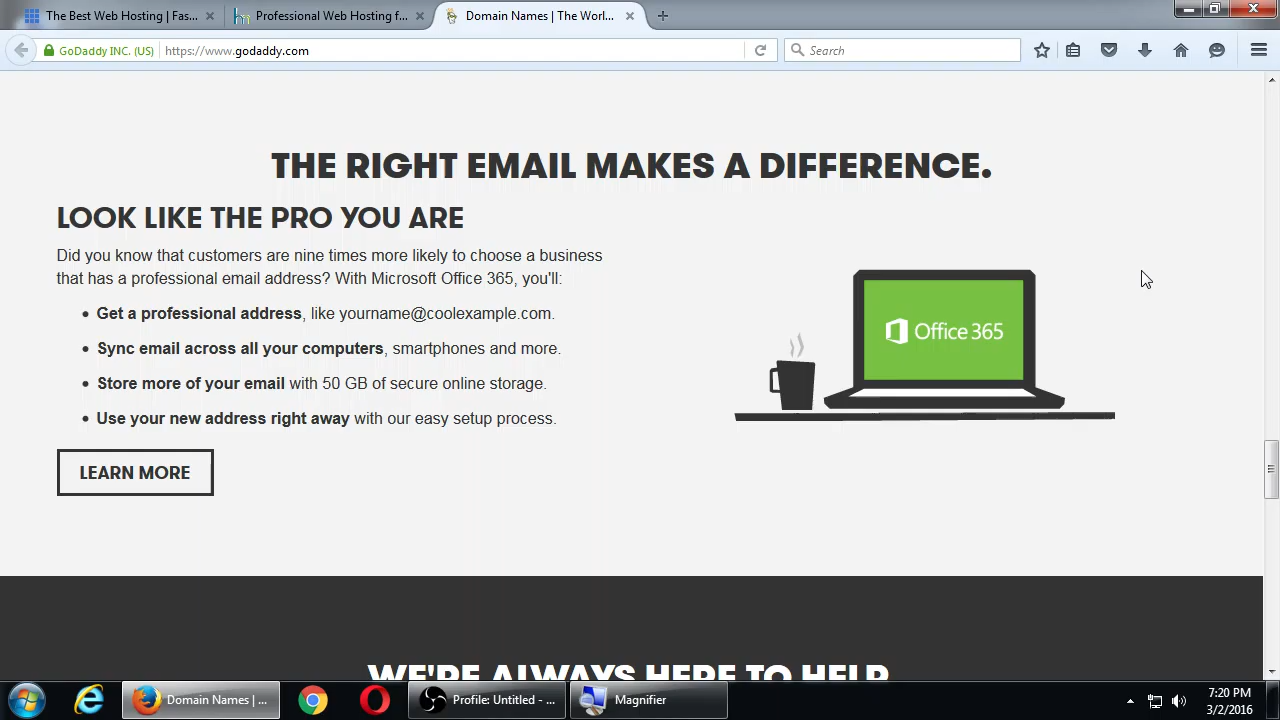 The Best Web Hosting | Fas...
Professional Web Hosting f...
Domain Names | The Worl...
GoDaddy INC. (US)
https://www.godaddy.com
Search
THE RIGHT EMAIL MAKES A DIFFERENCE.
LOOK LIKE THE PRO YOU ARE
Did you know that customers are nine times more likely to choose a business
that has a professional email address? With Microsoft Office 365, you'll:
Get a professional address, like yourname@coolexample.com.
Sync email across all your computers, smartphones and more.
Store more of your email with 50 GB of secure online storage.
Use your new address right away with our easy setup process.
LEARN MORE
Office 365
WE'RE ALWAYS HERE TO HELP
Domain Names | ...
Profile: Untitled - ...
Magnifier
7:20 PM
3/2/2016